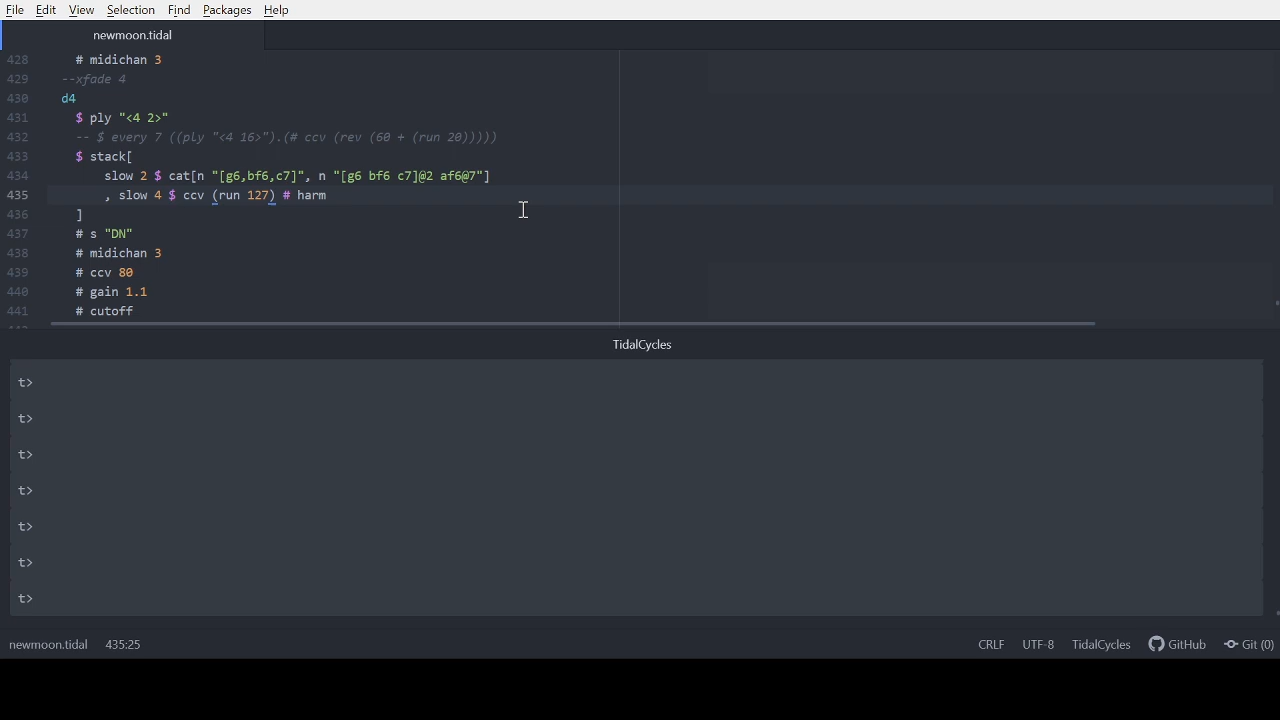 File Edit View Selection Find Packages Help
newmoon.tidal
428 # midichan 3
429 --xfade 4
430 d4
431 $ ply "<4 2>"
432 -- $ every 7 ((ply "<4 16>").(# ccv (rev (60 + (run 20)))))
433 $ stack[
434 slow 2 $ cat[n "[g6,bf6,c7]", n "[g6 bf6 c7]@2 af6@7"]
435 , slow 4 $ ccv (run 127) # harm
436 ]
437 # s "DN"
438 # midichan 3
439 # ccv 80
440 # gain 1.1
441 # cutoff
TidalCycles
t>
t>
t>
t>
t>
t>
t>
newmoon.tidal 435:25 CRLF UTF-8 TidalCycles GitHub Git (0)